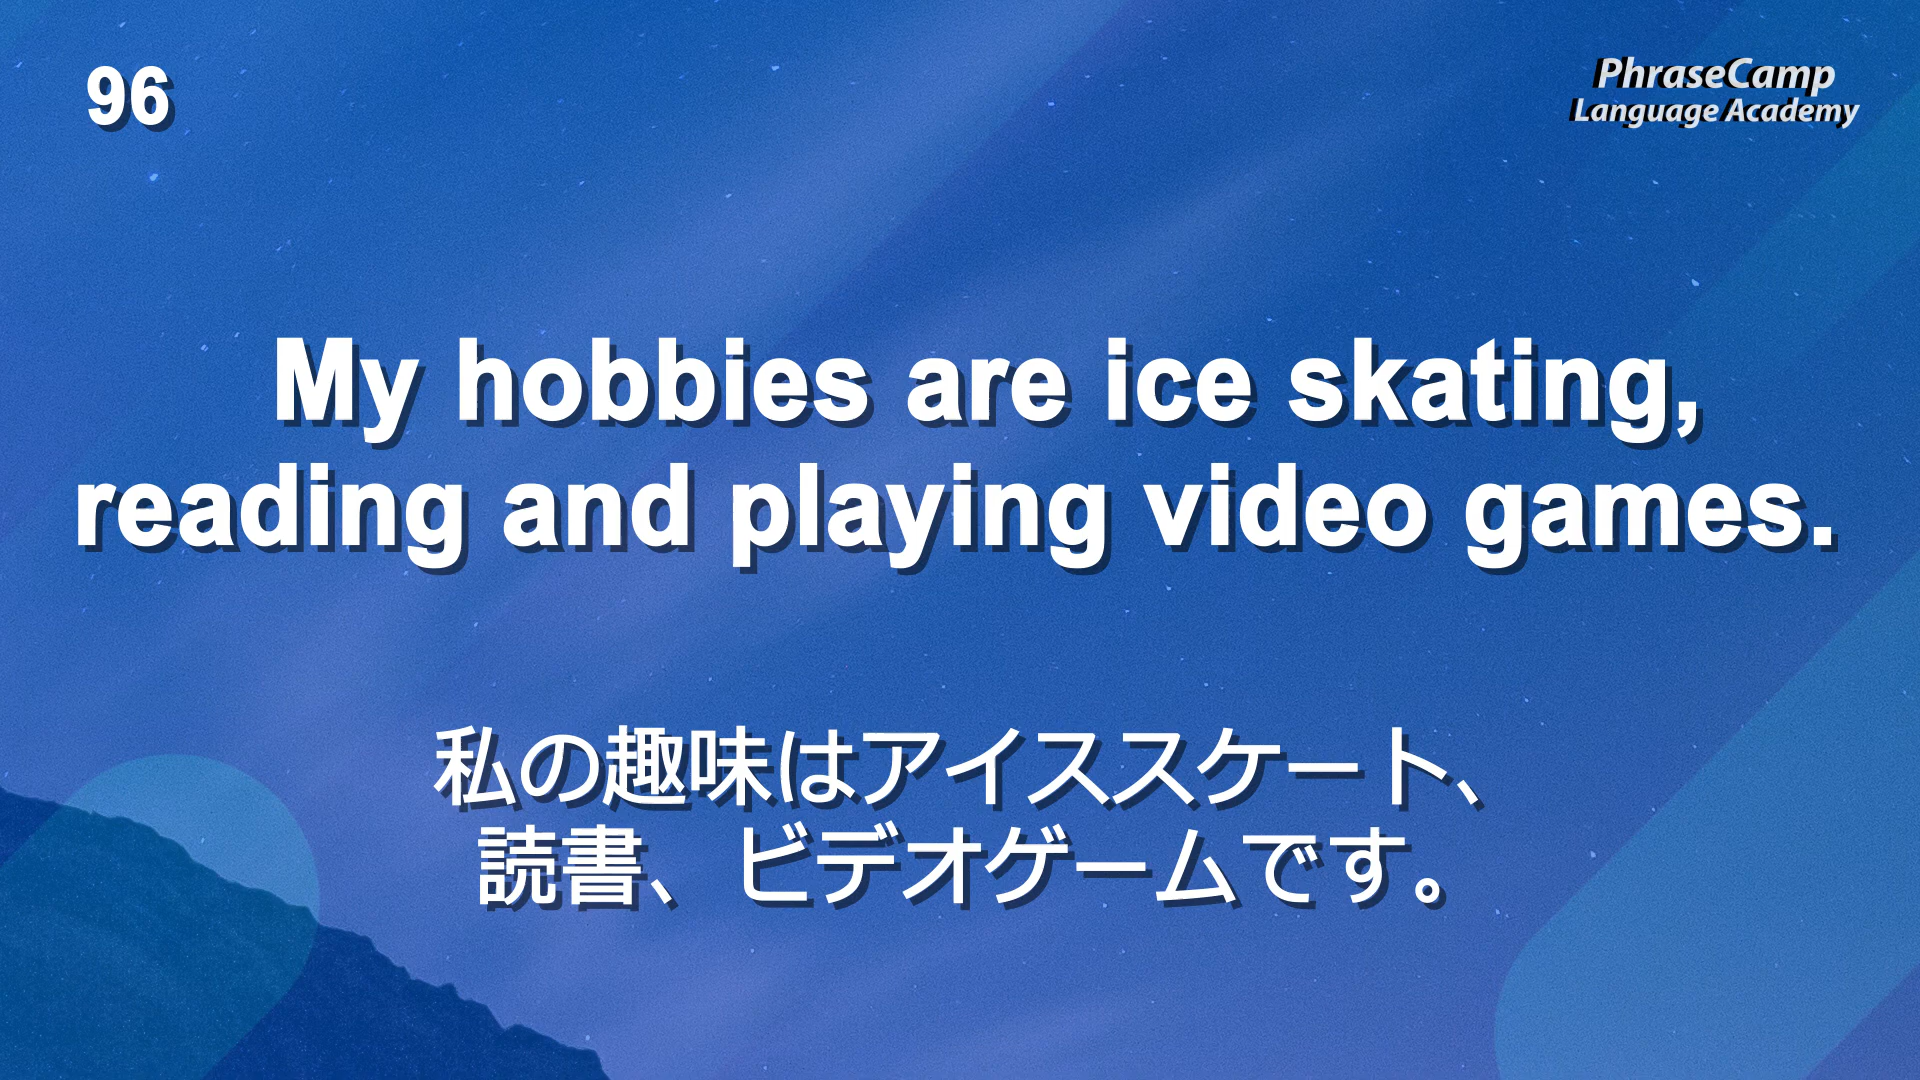 96
PhraseCamp
Language Academy
My hobbies are ice skating,
reading and playing video games.
私の趣味はアイススケート、
読書、ビデオゲームです。